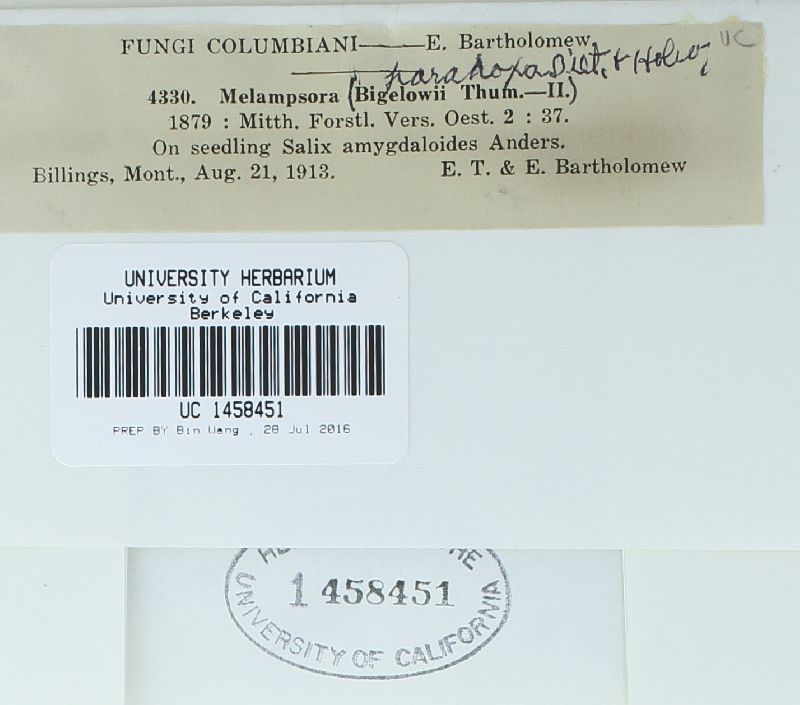 FUNGI COLUMBIANI——E. Bartholomew.
UC
paradoxa Diet. & Holw.
4330. Melampsora (Bigelowii Thum.—II.)
1879 : Mitth. Forstl. Vers. Oest. 2 : 37.
On seedling Salix amygdaloides Anders.
Billings, Mont., Aug. 21, 1913. E. T. & E. Bartholomew
UNIVERSITY HERBARIUM
University of California
Berkeley
UC 1458451
PREP BY Bin Wang , 28 Jul 2016
1458451
UNIVERSITY OF CALIFORNIA